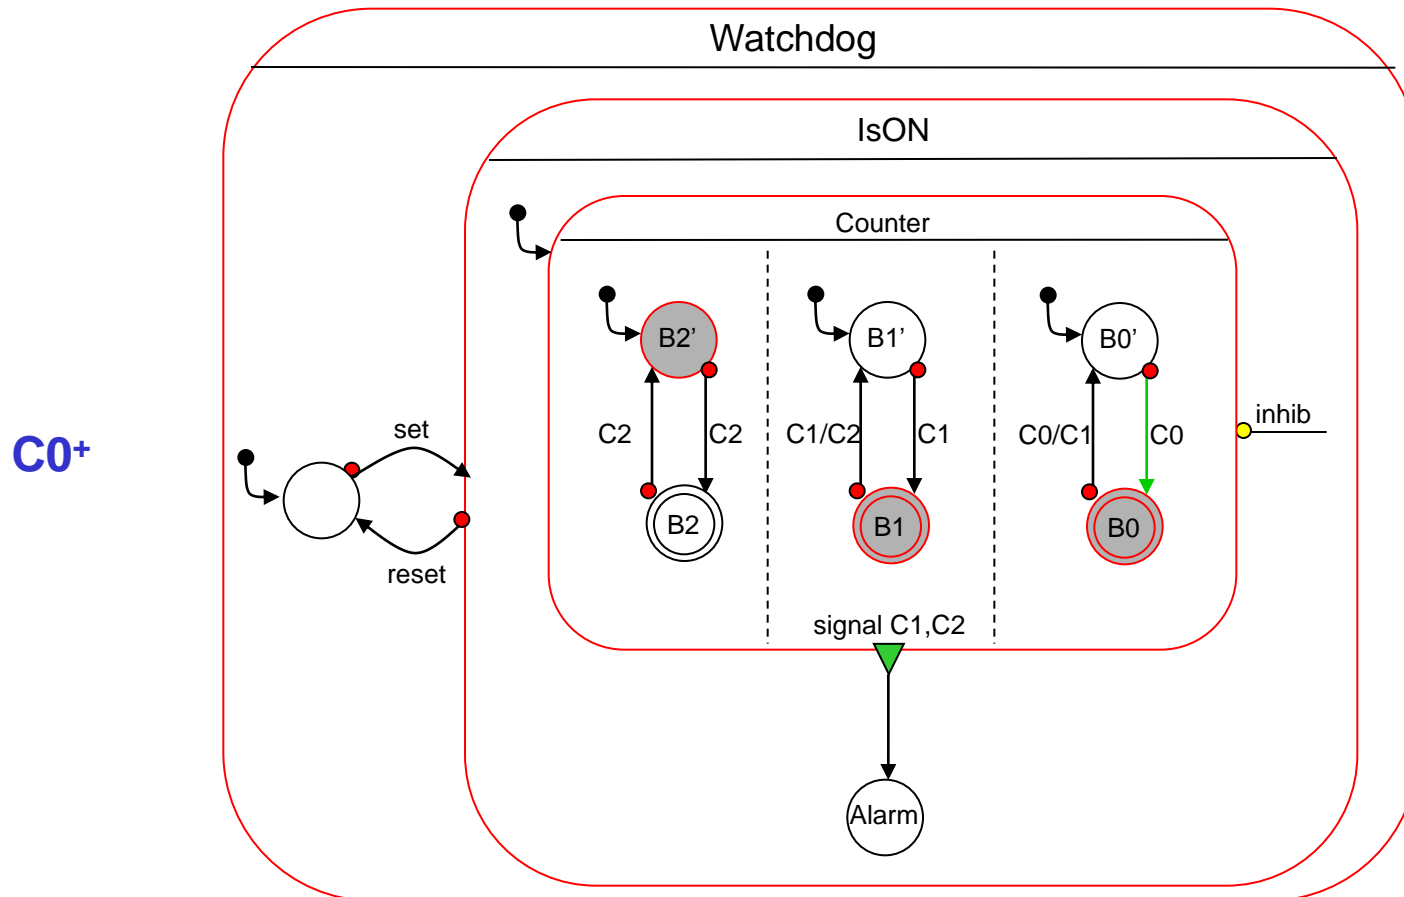 Watchdog
IsON
Counter
B2’
B1’
B0’
C2
C2
C1/C2
C1
C0/C1
C0
inhib
C0+
set
B2
B1
B0
reset
signal C1,C2
Alarm